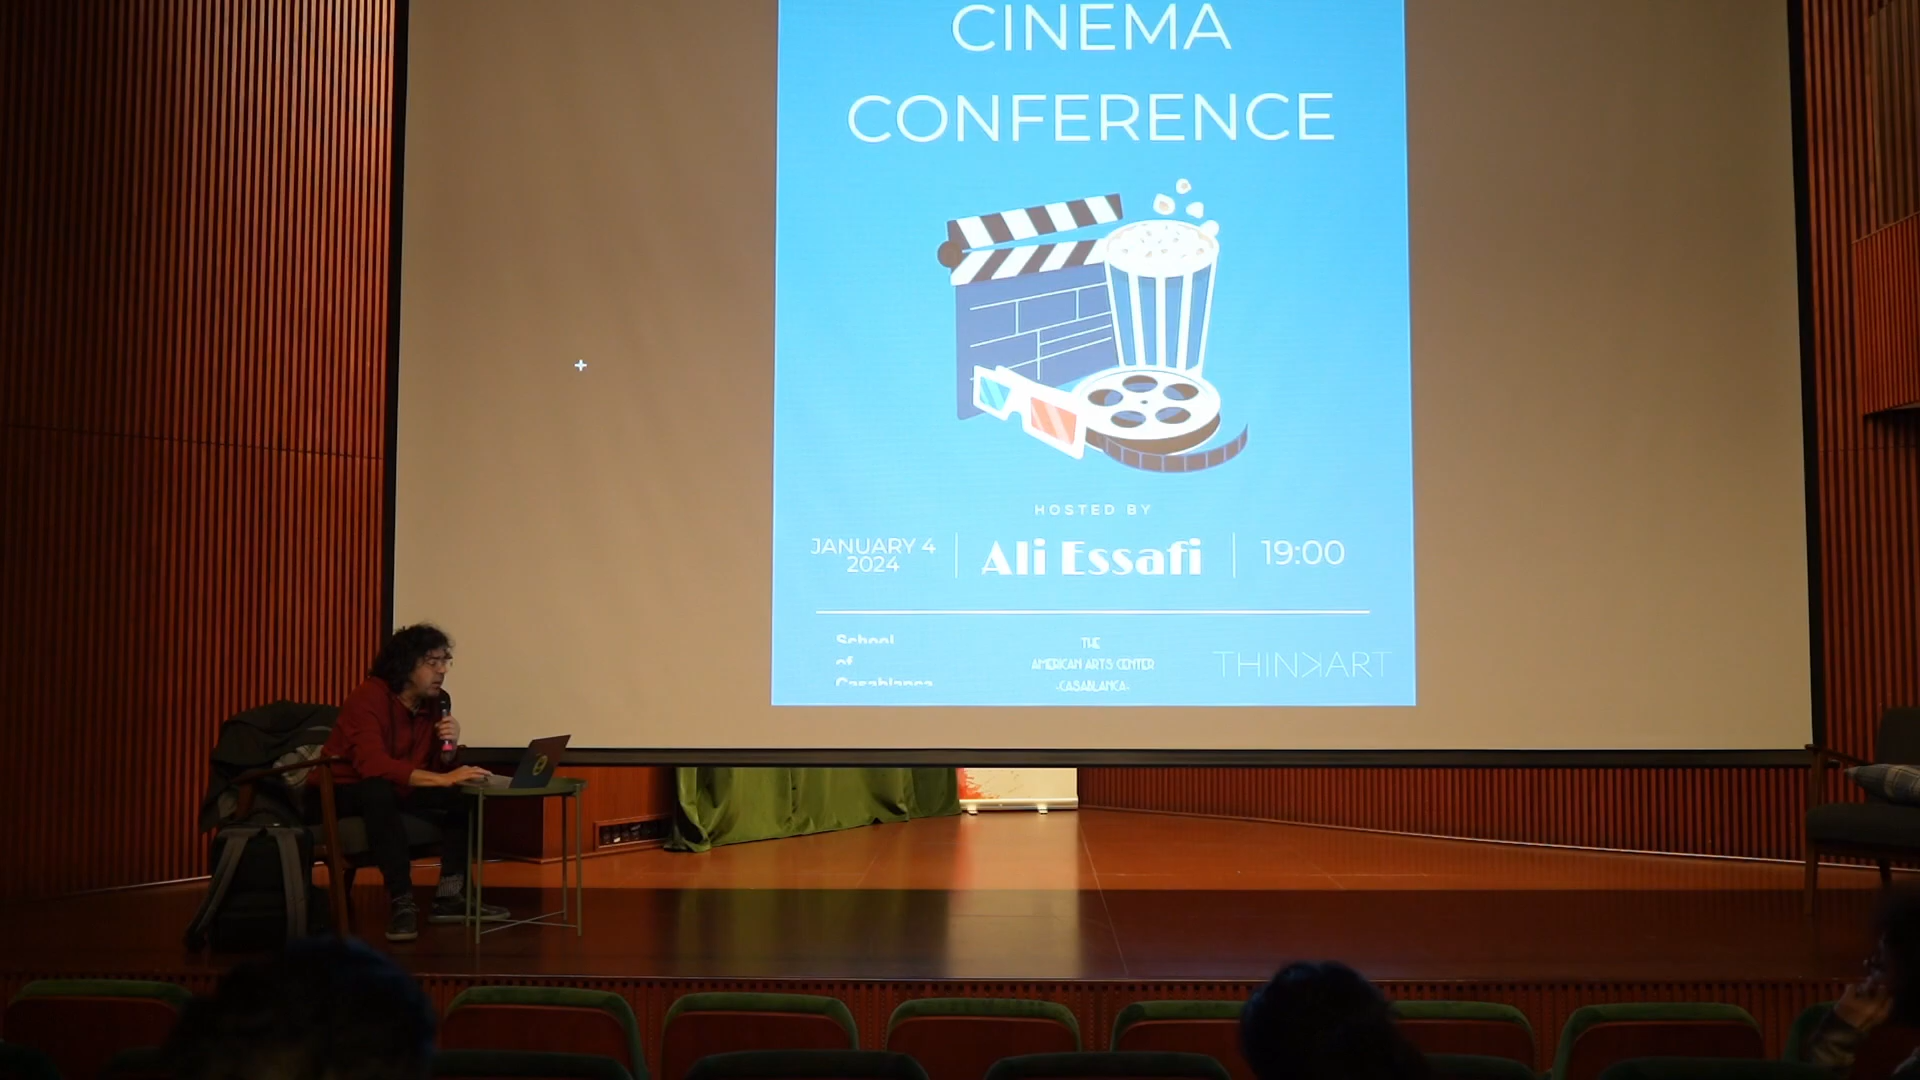 CINEMA
CONFERENCE
HOSTED BY
JANUARY 4
2024
Ali Essafi
19:00
School
of
Casablanca
THE
AMERICAN ARTS CENTER
-CASABLANCA-
THINKART